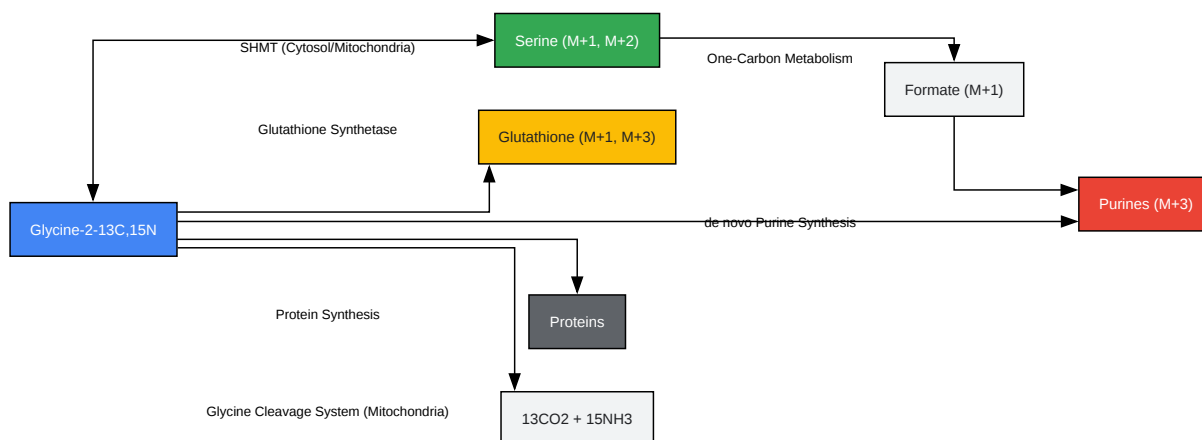 Serine (M+1, M+2)
SHMT (Cytosol/Mitochondria)
One-Carbon Metabolism
Formate (M+1)
Glutathione Synthetase
Glutathione (M+1, M+3)
Purines (M+3)
Glycine-2-13C,15N
de novo Purine Synthesis
Protein Synthesis
Proteins
Glycine Cleavage System (Mitochondria)
13CO2 + 15NH3